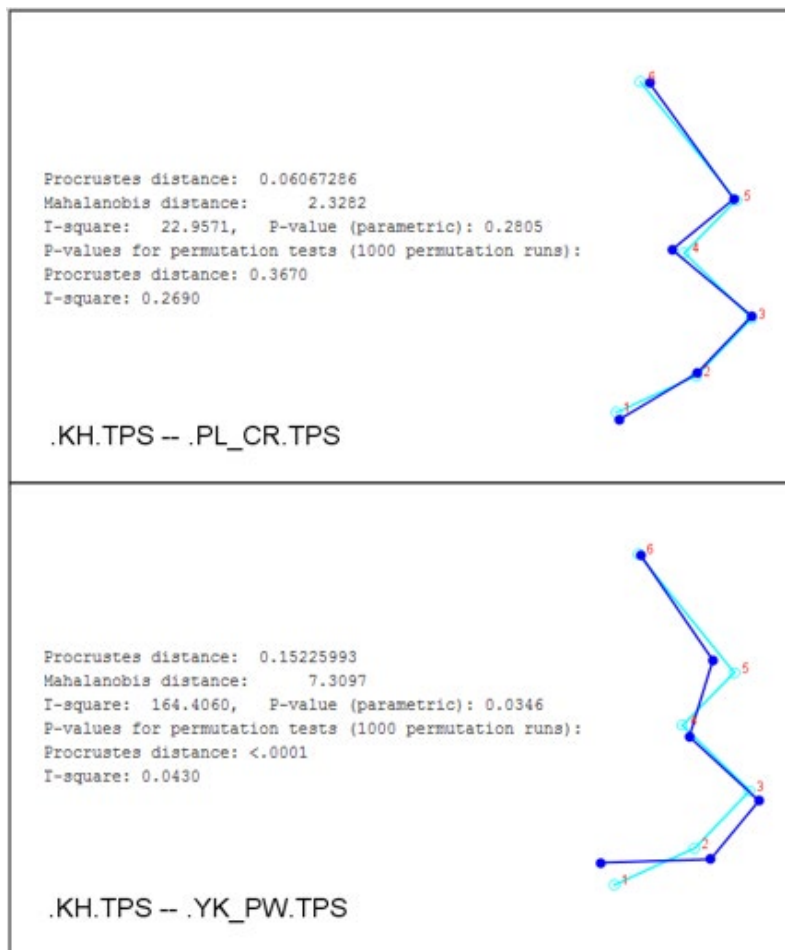 6
Procrustes distance: 0.06067286
5
Mahalanobis distance: 2.3282
T-square: 22.9571, P-value (parametric): 0.2805
P-values for permutation tests (1000 permutation runs):
4
Procrustes distance: 0.3670
T-square: 0.2690
3
2
1
.KH.TPS -- .PL_CR.TPS
6
Procrustes distance: 0.15225993
5
Mahalanobis distance: 7.3097
T-square: 164.4060, P-value (parametric): 0.0346
P-values for permutation tests (1000 permutation runs):
Procrustes distance: <.0001
T-square: 0.0430
3
2
1
.KH.TPS -- .YK_PW.TPS